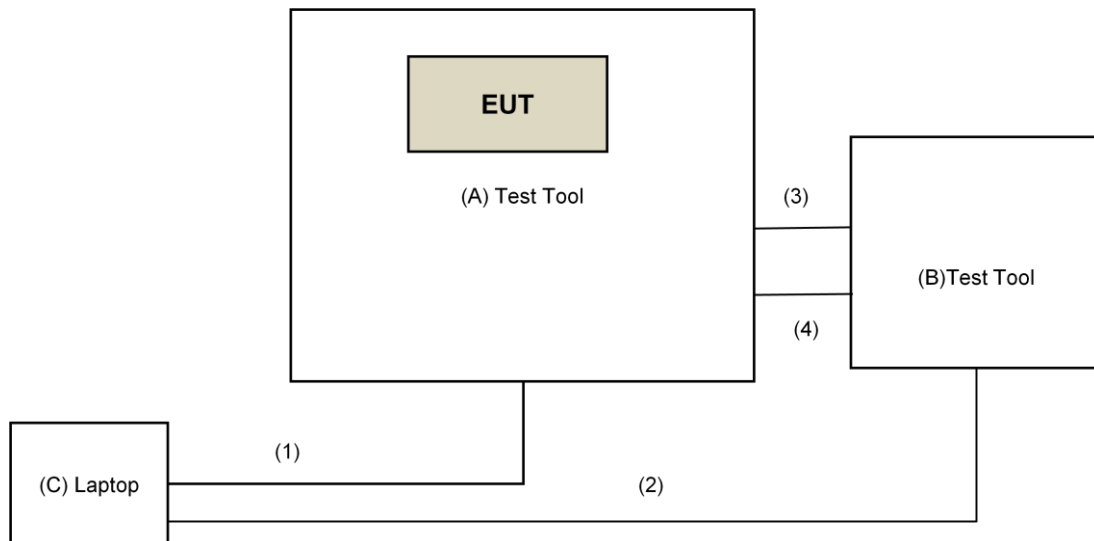 EUT
(A) Test Tool
(3)
(B)Test Tool
(4)
(1)
(C) Laptop
(2)